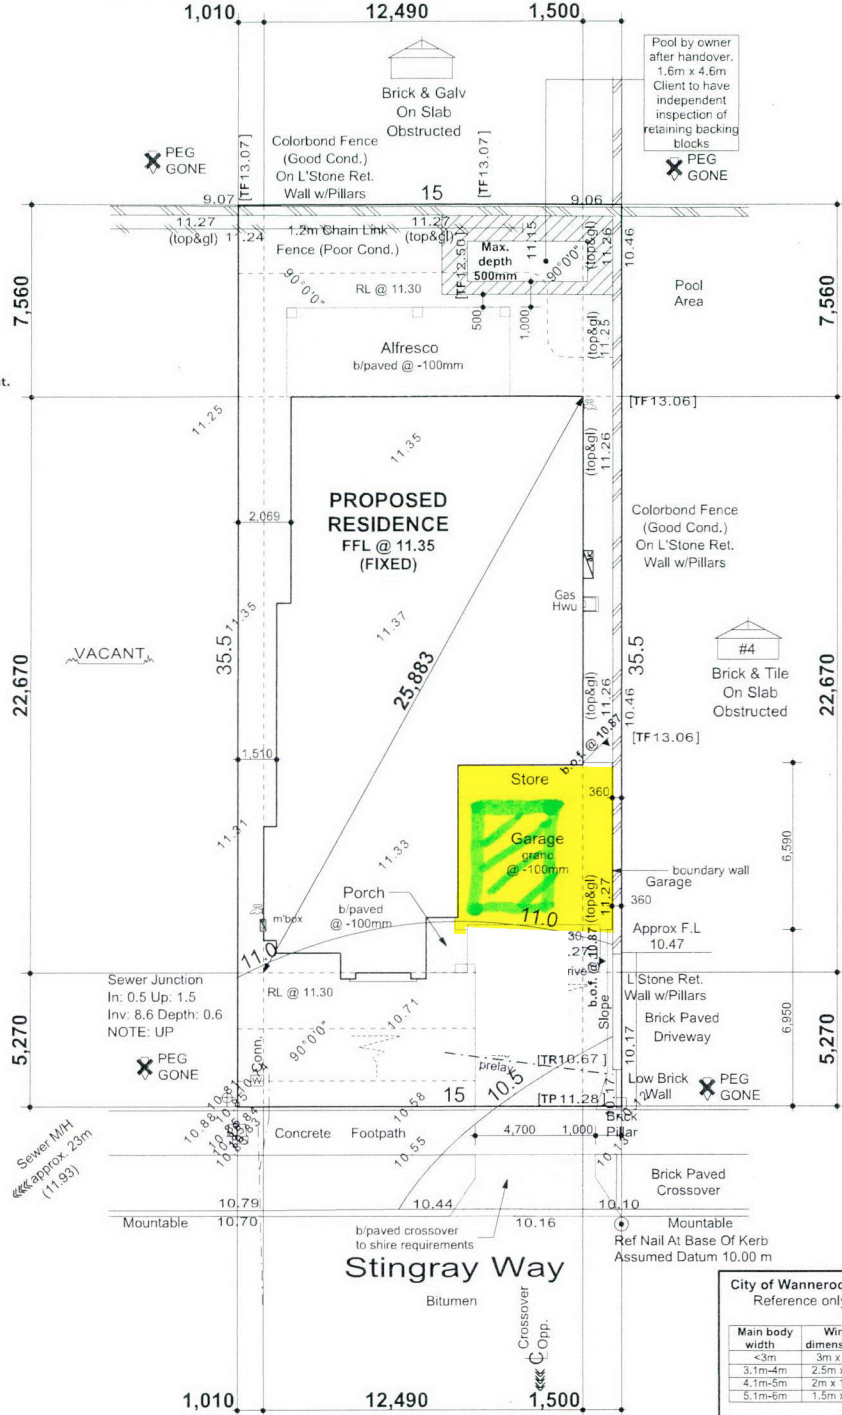 1,010
12,490
1,500
Brick & Galv
On Slab
Obstructed
Pool by owner
after handover.
1.6m x 4.6m
Client to have
independent
inspection of
retaining backing
blocks
PEG
GONE
Colorbond Fence
(Good Cond.)
On L'Stone Ret.
Wall w/Pillars
[TF13.07]
[TF13.07]
PEG
GONE
9.07
15
9.06
11.27
(top&gl)
11.24
1.2m Chain Link
Fence (Poor Cond.)
11.27
(top&gl)
[TF12.50]
11.15
Max.
depth
500mm
90°0'0"
(top&gl)
11.26
10.46
7,560
90°0'0"
RL @ 11.30
Pool
Area
7,560
500
1,000
(top&gl)
11.25
Alfresco
b/paved @ -100mm
t.
[TF13.06]
11.25
11.35
(top&gl)
11.26
PROPOSED
RESIDENCE
FFL @ 11.35
(FIXED)
2,069
Colorbond Fence
(Good Cond.)
On L'Stone Ret.
Wall w/Pillars
Gas
Hwu
11.35
11.37
35.5
35.5
VACANT
25,883
#4
Brick & Tile
On Slab
Obstructed
22,670
22,670
(top&gl)
11.26
10.46
[TF13.06]
b.o.f. @ 10.87
1,510
Store
360
11.31
11.33
Garage
grano
@ -100mm
6,590
boundary wall
Garage
360
(top&gl)
11.27
Porch
b/paved
@ -100mm
m'box
11.0
11.0
Approx F.L
10.47
b.o.f. @ 10.87
Sewer Junction
In: 0.5 Up: 1.5
Inv: 8.6 Depth: 0.6
NOTE: UP
RL @ 11.30
L'Stone Ret.
Wall w/Pillars
10.71
Slope
Brick Paved
Driveway
6,950
5,270
5,270
90°0'0"
10.17
PEG
GONE
prelay
[TR10.67]
10.5
Low Brick
Wall
PEG
GONE
15
[TP11.28]
10.58
10.17
Brick
Pillar
Sewer M/H
approx. 23m
(11.93)
Concrete Footpath
10.55
4,700
1,000
Brick Paved
Crossover
10.79
10.44
10.10
Mountable
10.70
10.16
Mountable
b/paved crossover
to shire requirements
Ref Nail At Base Of Kerb
Assumed Datum 10.00 m
Stingray Way
Bitumen
Crossover
Opp.
City of Wanneroo
Reference only
Main body
width
<3m
3m x
3.1m-4m
2.5m x
4.1m-5m
2m x
5.1m-6m
1.5m x
1,010
12,490
1,500